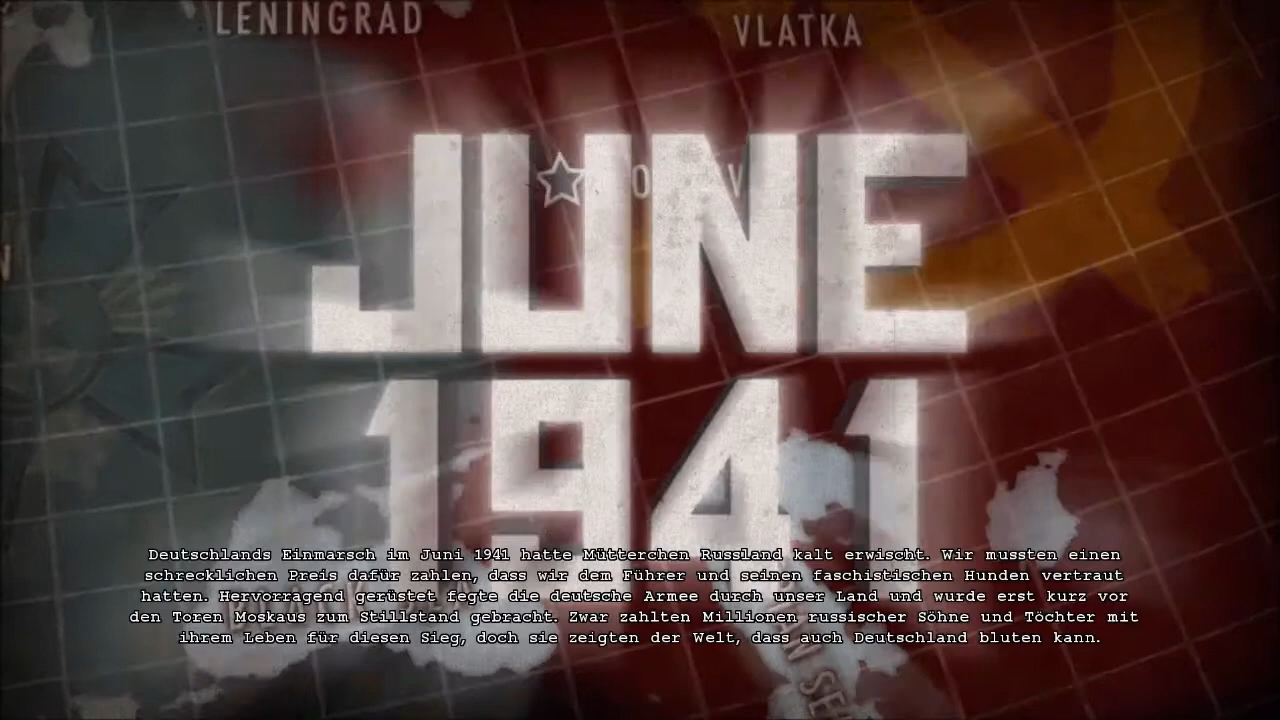 LENINGRAD
VLATKA
JUNE
1941
Deutschlands Einmarsch im Juni 1941 hatte Mütterchen Russland kalt erwischt. Wir mussten einen
schrecklichen Preis dafür zahlen, dass wir dem Führer und seinen faschistischen Hunden vertraut
hatten. Hervorragend gerüstet fegte die deutsche Armee durch unser Land und wurde erst kurz vor
den Toren Moskaus zum Stillstand gebracht. Zwar zahlten Millionen russischer Söhne und Töchter mit
ihrem Leben für diesen Sieg, doch sie zeigten der Welt, dass auch Deutschland bluten kann.